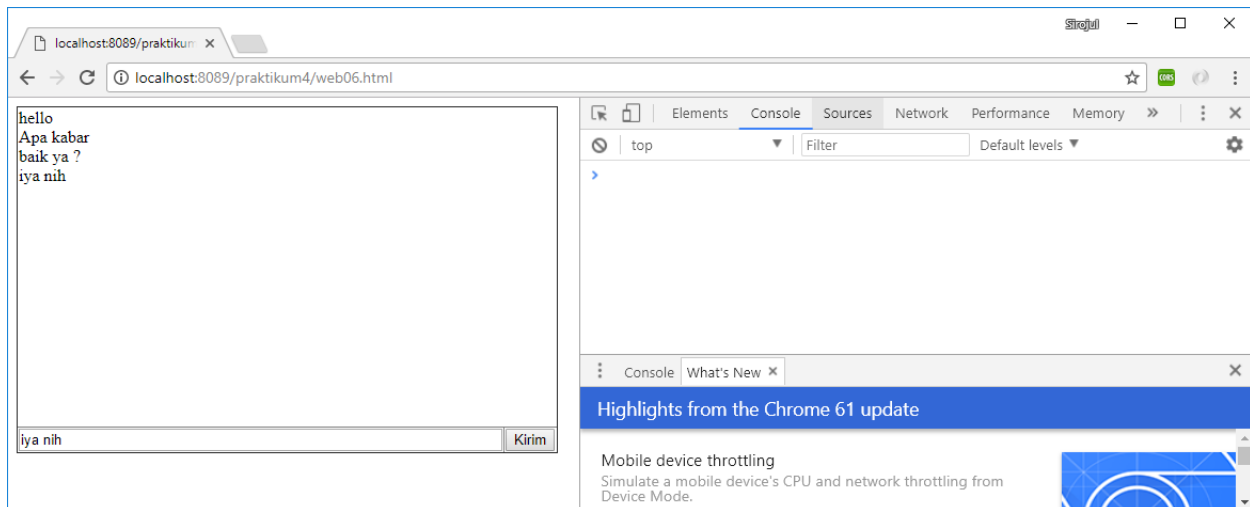 Sirojul
localhost:8089/praktikum
localhost:8089/praktikum4/web06.html
CORS
hello
Apa kabar
baik ya ?
iya nih
iya nih
Kirim
Elements Console Sources Network Performance Memory »
top Filter Default levels
Console What's New
Highlights from the Chrome 61 update
Mobile device throttling
Simulate a mobile device's CPU and network throttling from
Device Mode.